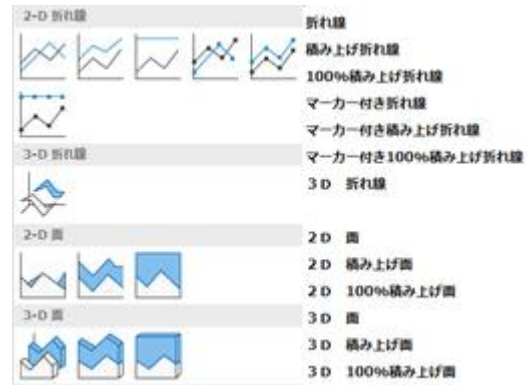 2-D 折れ線
折れ線
積み上げ折れ線
100%積み上げ折れ線
マーカー付き折れ線
マーカー付き積み上げ折れ線
マーカー付き100%積み上げ折れ線
3-D 折れ線
3D 折れ線
2-D 面
2D 面
2D 積み上げ面
2D 100%積み上げ面
3-D 面
3D 面
3D 積み上げ面
3D 100%積み上げ面